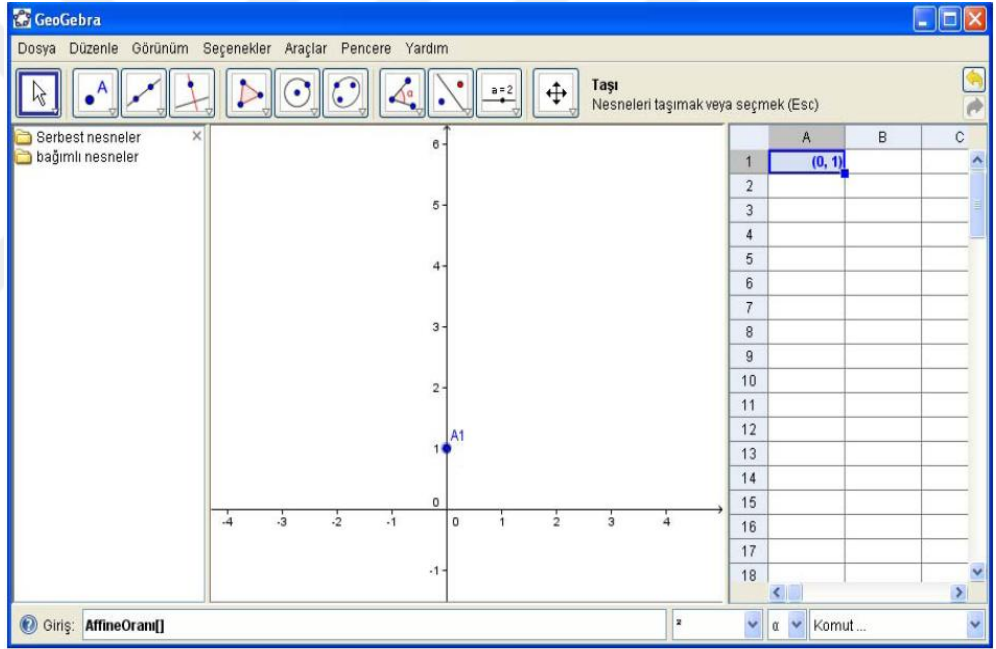 GeoGebra
Dosya Düzenle Görünüm Seçenekler Araçlar Pencere Yardım
A
α
a=2
Taşı
Nesneleri taşımak veya seçmek (Esc)
Serbest nesneler ×
bağımlı nesneler
6
5
4
3
2
1
A1
0
-4 -3 -2 -1 0 1 2 3 4
-1
A B C
1 (0, 1)
2
3
4
5
6
7
8
9
10
11
12
13
14
15
16
17
18
Giriş: AffineOranı[] ² α Komut ...